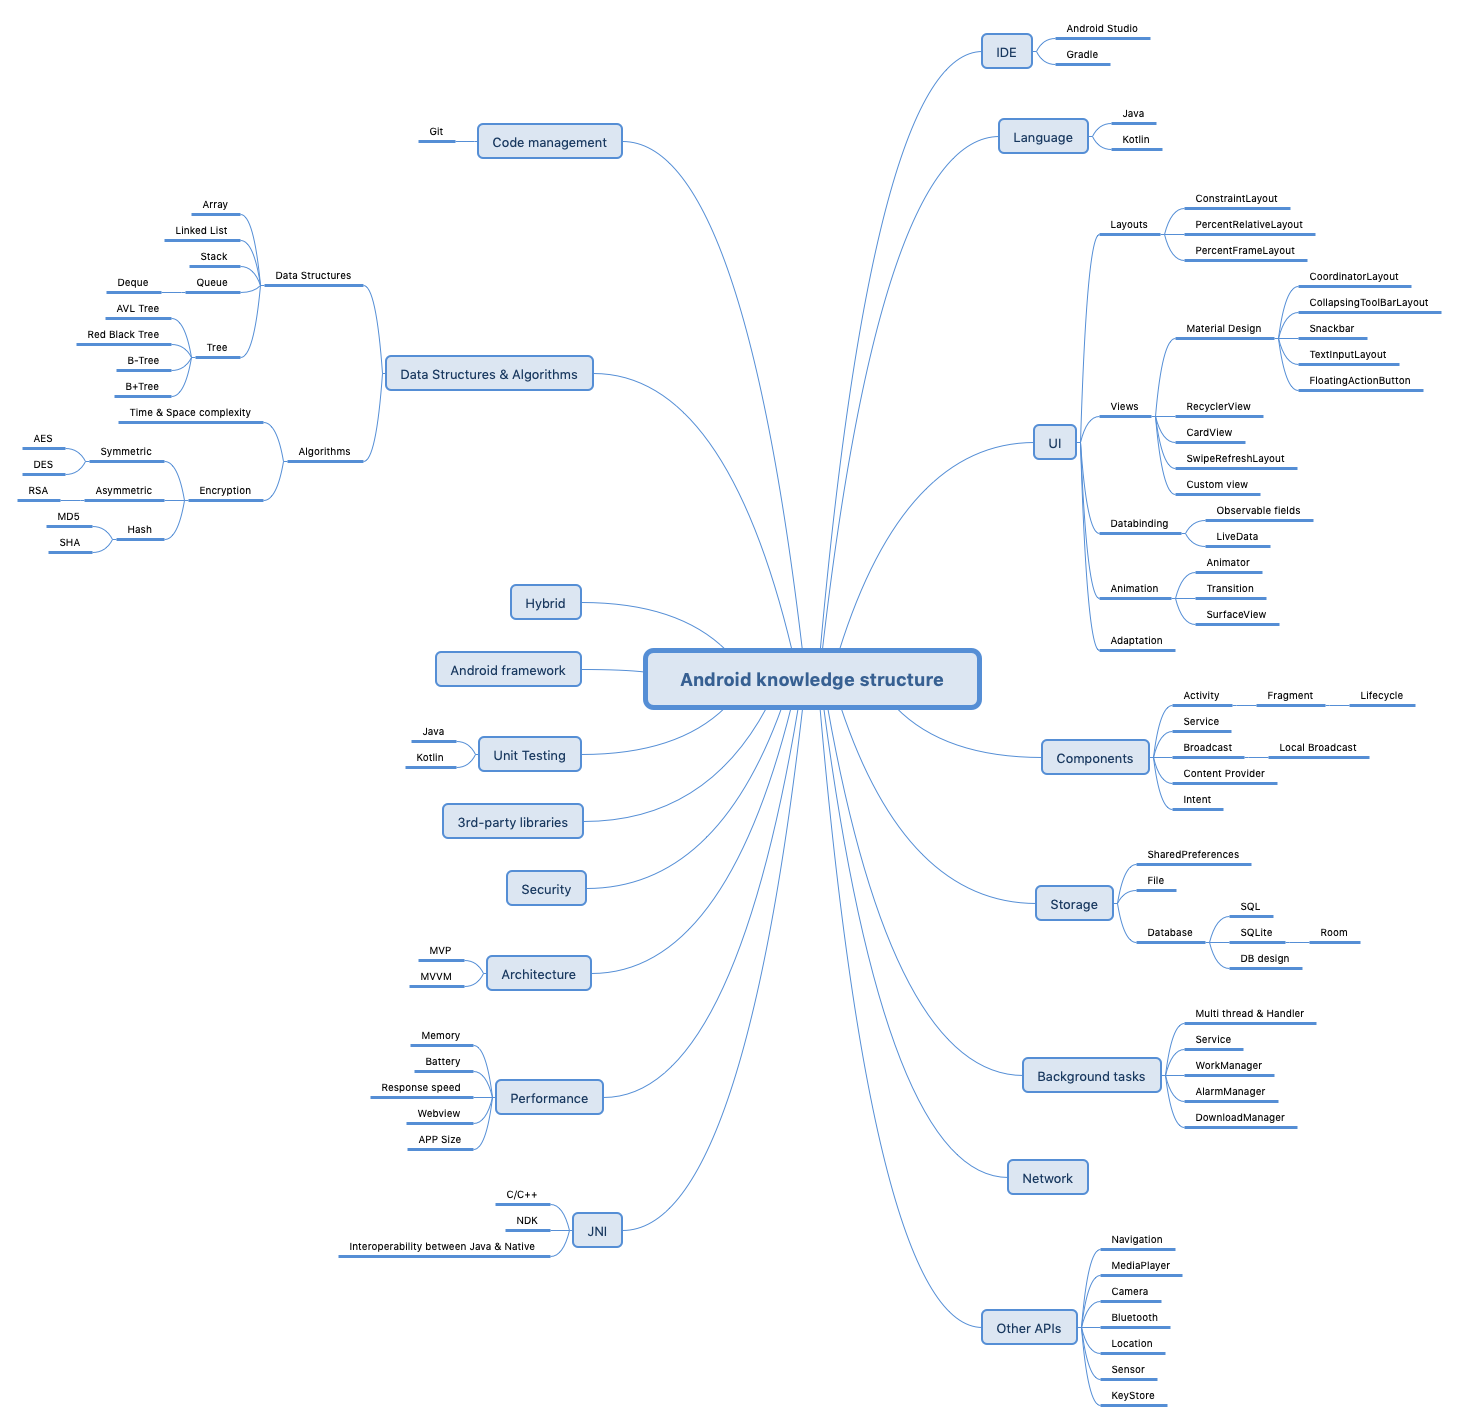 Android knowledge structure
IDE
Android Studio
Gradle
Language
Java
Kotlin
UI
Layouts
ConstraintLayout
PercentRelativeLayout
PercentFrameLayout
Views
Material Design
CoordinatorLayout
CollapsingToolBarLayout
Snackbar
TextInputLayout
FloatingActionButton
RecyclerView
CardView
SwipeRefreshLayout
Custom view
Databinding
Observable fields
LiveData
Animation
Animator
Transition
SurfaceView
Adaptation
Components
Activity
Fragment
Lifecycle
Service
Broadcast
Local Broadcast
Content Provider
Intent
Storage
SharedPreferences
File
Database
SQL
SQLite
Room
DB design
Background tasks
Multi thread & Handler
Service
WorkManager
AlarmManager
DownloadManager
Network
Other APIs
Navigation
MediaPlayer
Camera
Bluetooth
Location
Sensor
KeyStore
Code management
Git
Data Structures & Algorithms
Data Structures
Array
Linked List
Stack
Queue
Deque
Tree
AVL Tree
Red Black Tree
B-Tree
B+Tree
Algorithms
Time & Space complexity
Encryption
Symmetric
AES
DES
Asymmetric
RSA
Hash
MD5
SHA
Hybrid
Android framework
Unit Testing
Java
Kotlin
3rd-party libraries
Security
Architecture
MVP
MVVM
Performance
Memory
Battery
Response speed
Webview
APP Size
JNI
C/C++
NDK
Interoperability between Java & Native